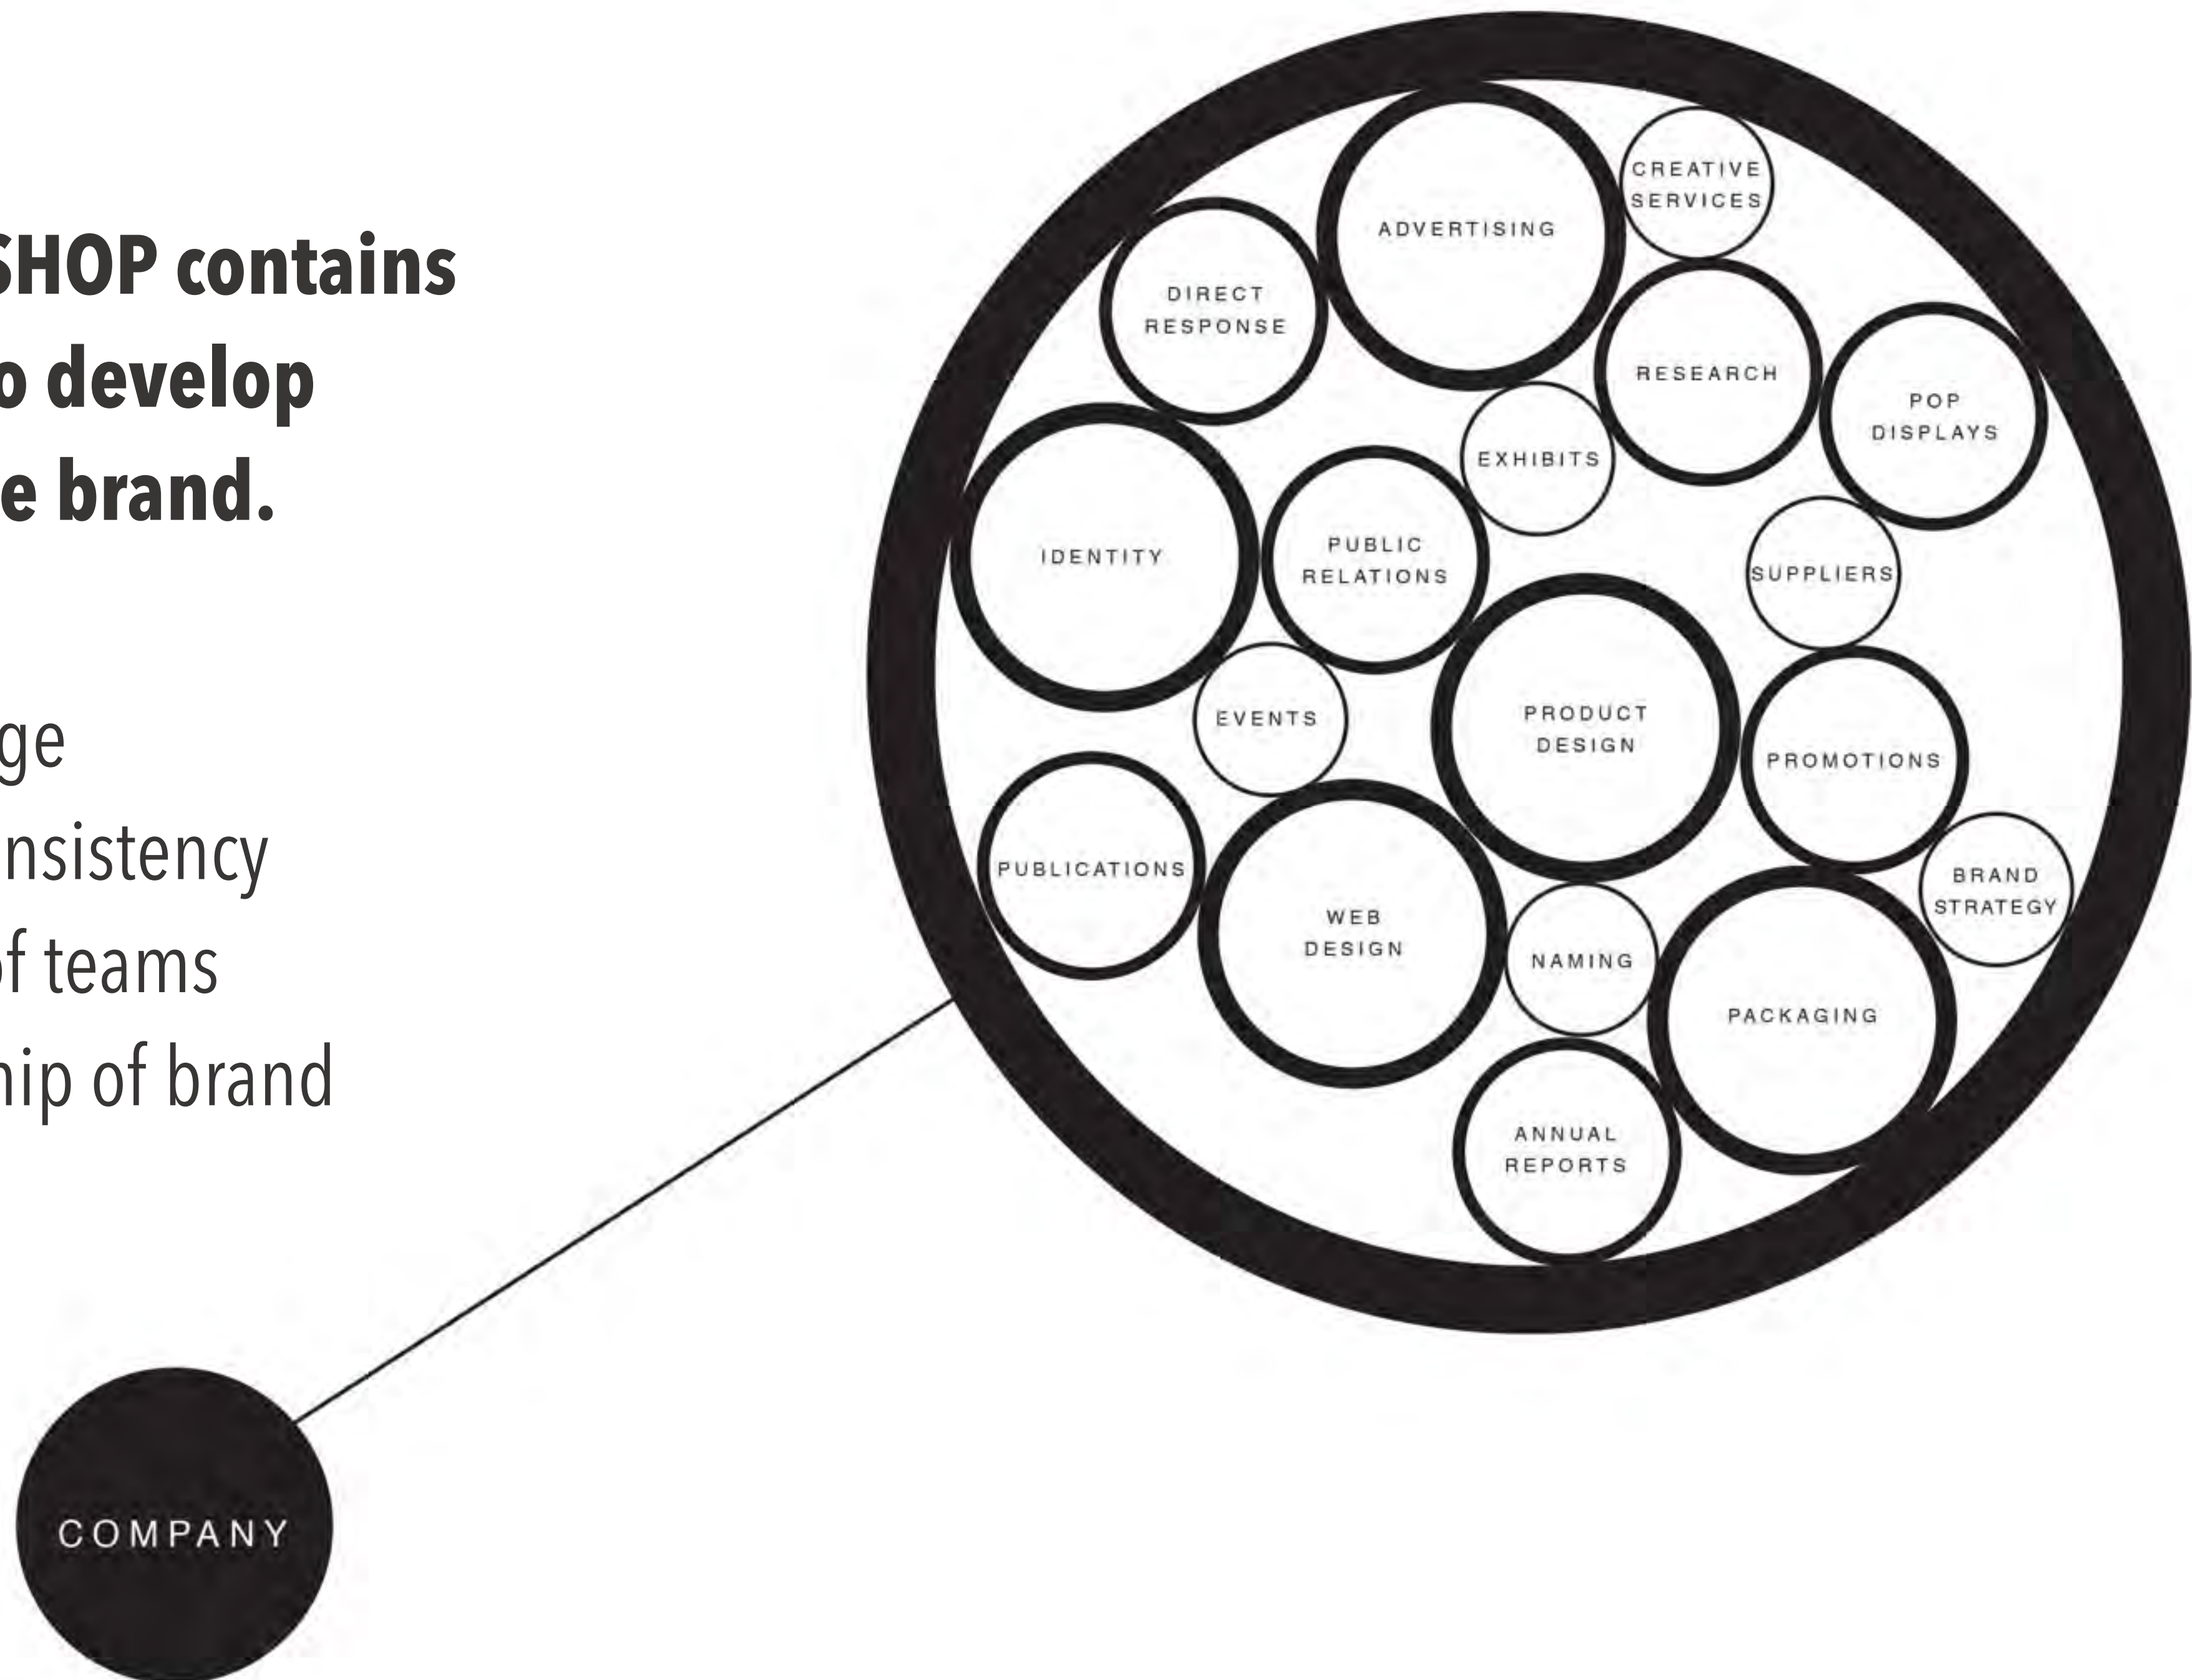 SHOP contains
o develop
e brand.
ge
nsistency
of teams
hip of brand
ADVERTISING
CREATIVE
SERVICES
DIRECT
RESPONSE
RESEARCH
POP
DISPLAYS
EXHIBITS
IDENTITY
PUBLIC
RELATIONS
SUPPLIERS
EVENTS
PRODUCT
DESIGN
PROMOTIONS
PUBLICATIONS
WEB
DESIGN
NAMING
BRAND
STRATEGY
PACKAGING
ANNUAL
REPORTS
COMPANY